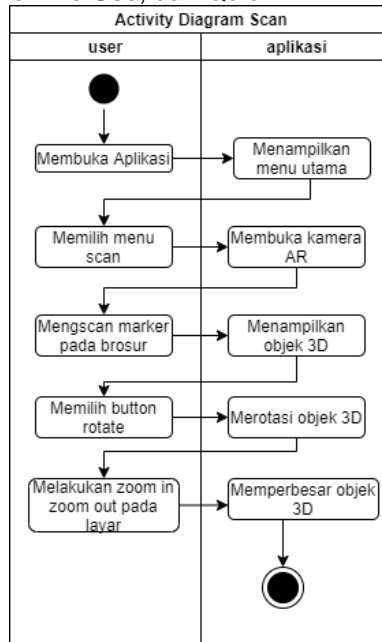 Activity Diagram Scan
user
aplikasi
Membuka Aplikasi
Menampilkan
menu utama
Memilih menu
scan
Membuka kamera
AR
Mengscan marker
pada brosur
Menampilkan
objek 3D
Memilih button
rotate
Merotasi objek 3D
Melakukan zoom in
zoom out pada
layar
Memperbesar objek
3D